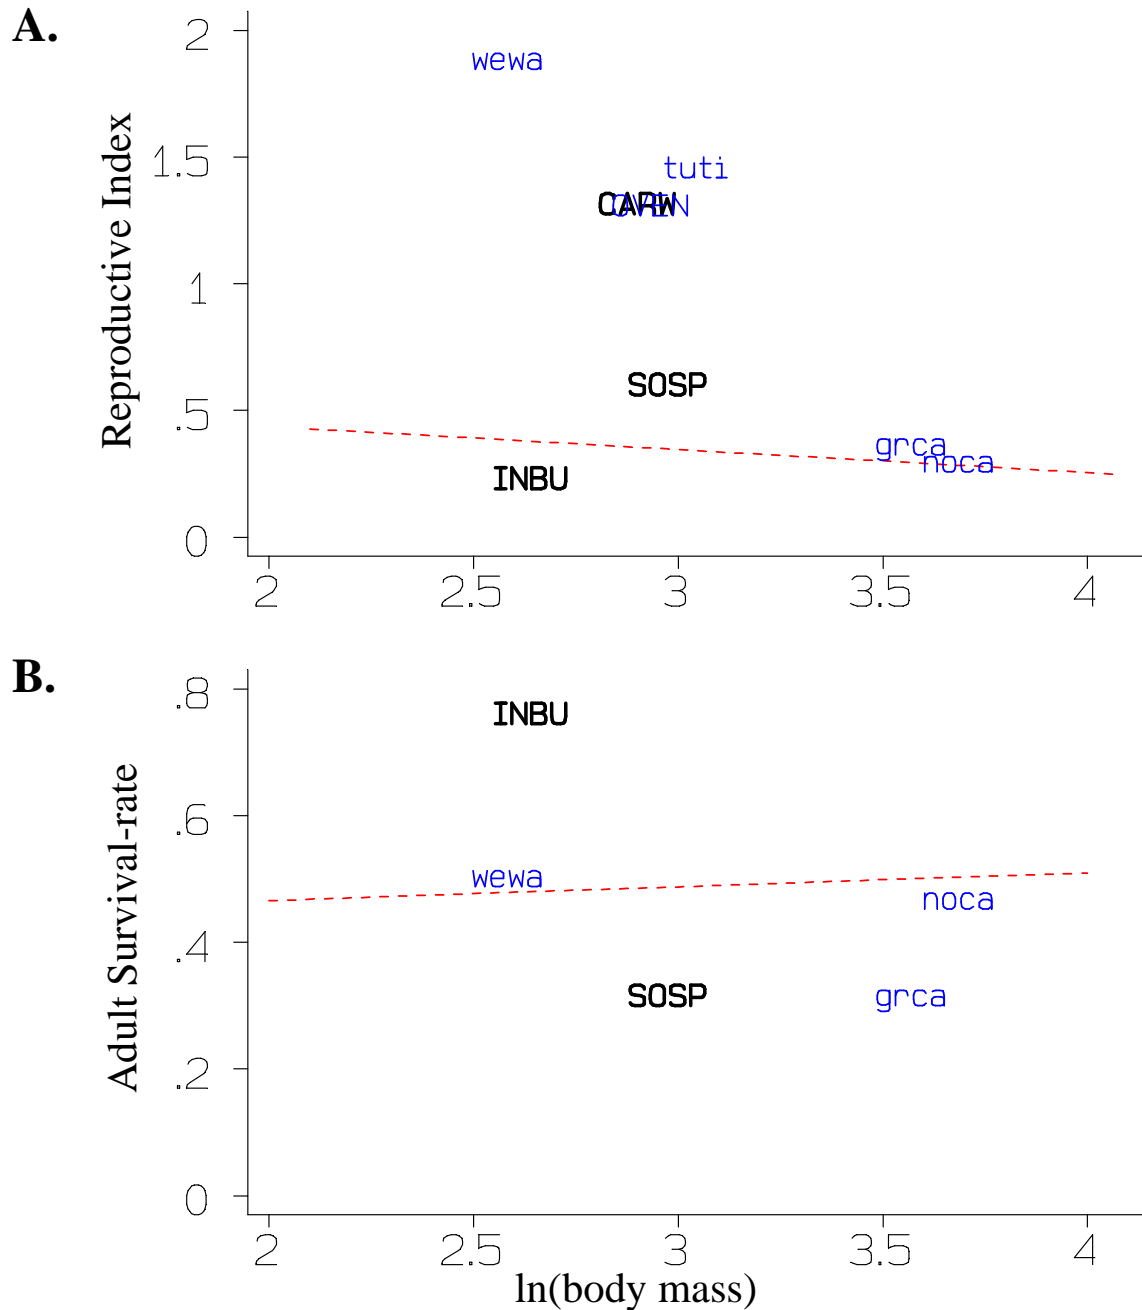 A.
Reproductive Index
2
1.5
1
.5
0
wewa
tuti
CARW
OVEN
SOSP
grca
noca
INBU
2 2.5 3 3.5 4
B.
Adult Survival-rate
.8
.6
.4
.2
0
INBU
wewa
noca
SOSP
grca
2 2.5 3 3.5 4
ln(body mass)